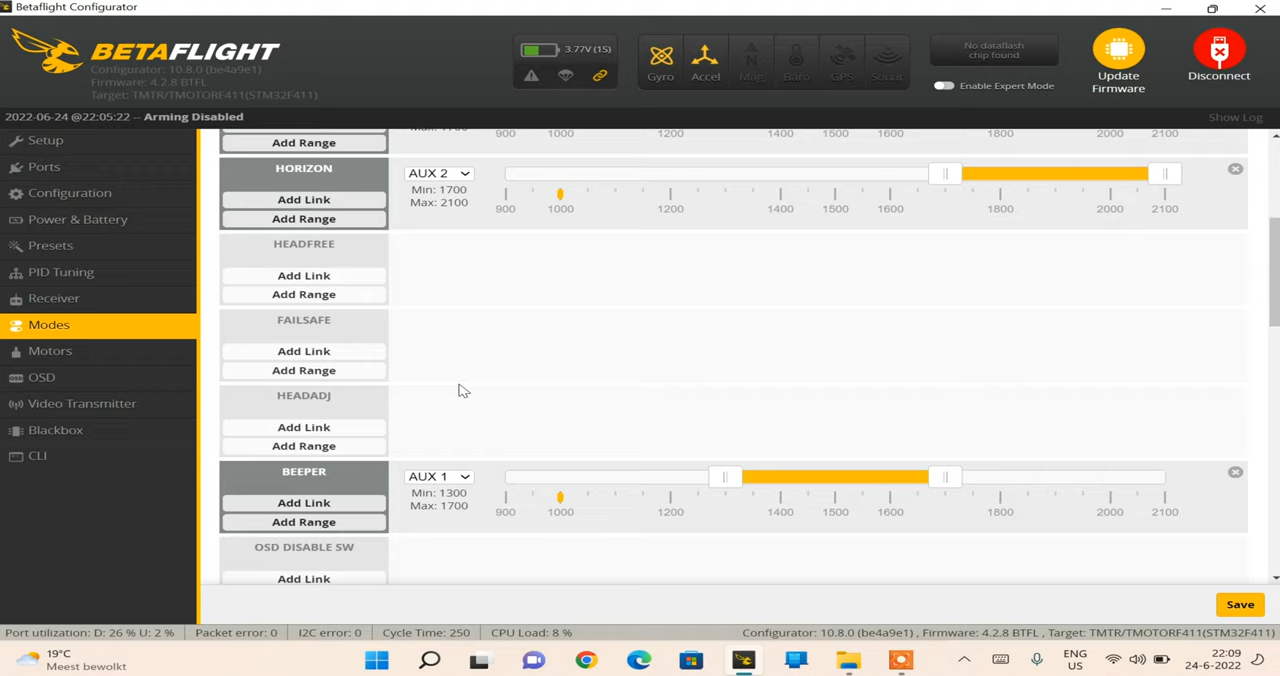 Betaflight Configurator
BETAFLIGHT
Configurator: 10.8.0 (be4a9e1)
Firmware: 4.2.8 BTFL
Target: TMTR/TMOTORF411(STM32F411)
3.77V (1S)
Gyro
Accel
Mag
Baro
GPS
Sonar
No dataflash
chip found
Enable Expert Mode
Update
Firmware
Disconnect
2022-06-24 @22:05:22 -- Arming Disabled
Show Log
Setup
Ports
Configuration
Power & Battery
Presets
PID Tuning
Receiver
Modes
Motors
OSD
Video Transmitter
Blackbox
CLI
900 1000 1200 1400 1500 1600 1800 2000 2100
Add Range
HORIZON
Add Link
Add Range
AUX 2
Min: 1700
Max: 2100
900 1000 1200 1400 1500 1600 1800 2000 2100
HEADFREE
Add Link
Add Range
FAILSAFE
Add Link
Add Range
HEADADJ
Add Link
Add Range
BEEPER
Add Link
Add Range
AUX 1
Min: 1300
Max: 1700
900 1000 1200 1400 1500 1600 1800 2000 2100
OSD DISABLE SW
Add Link
Save
Port utilization: D: 26 % U: 2 % Packet error: 0 I2C error: 0 Cycle Time: 250 CPU Load: 8 % Configurator: 10.8.0 (be4a9e1) , Firmware: 4.2.8 BTFL , Target: TMTR/TMOTORF411(STM32F411)
19°C
Meest bewolkt
ENG
US
22:09
24-6-2022